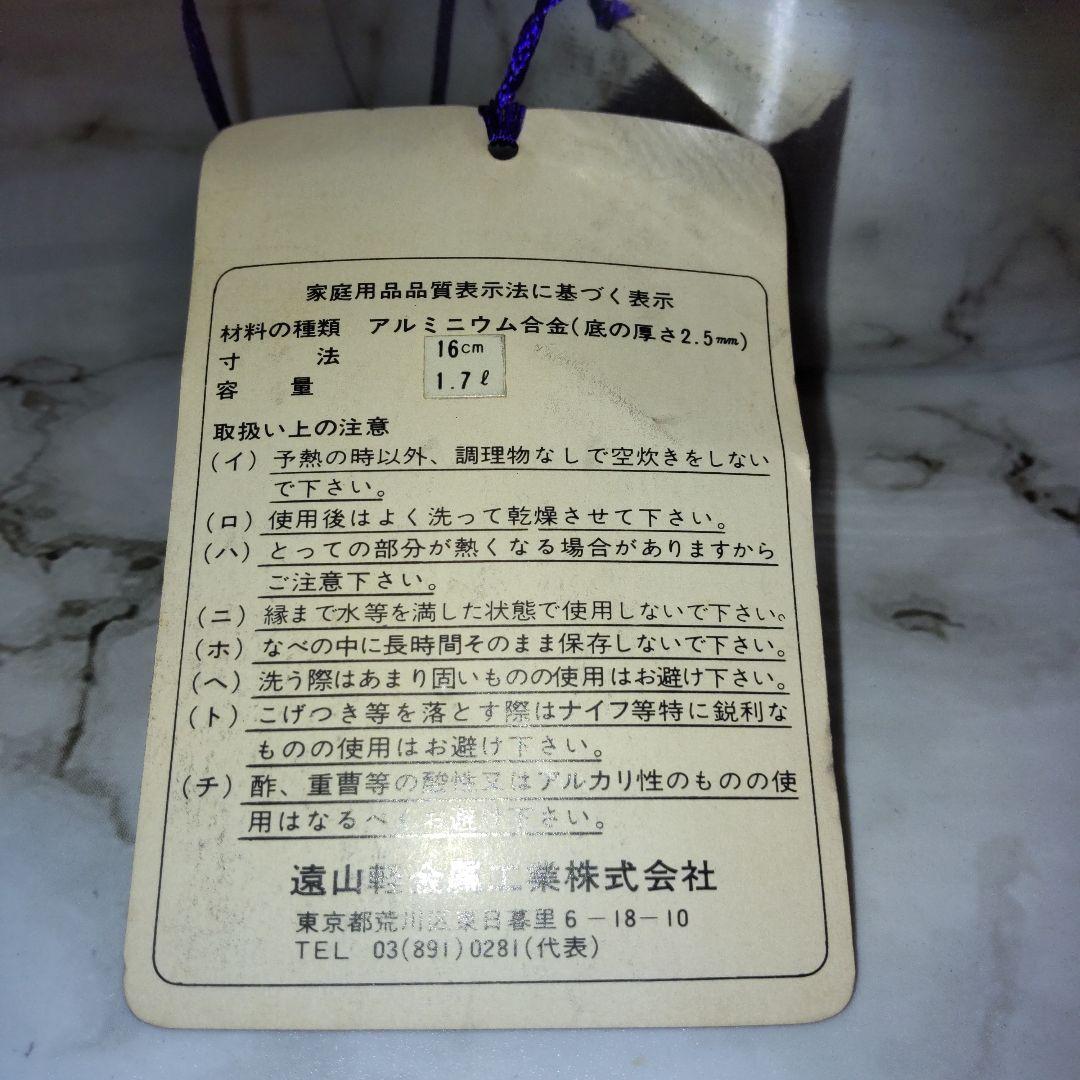 家庭用品品質表示法に基づく表示
材料の種類 アルミニウム合金(底の厚さ2.5mm)
寸法 16cm
容量 1.7ℓ
取扱い上の注意
(イ) 予熱の時以外、調理物なしで空炊きをしない
で下さい。
(ロ) 使用後はよく洗って乾燥させて下さい。
(ハ) とっての部分が熱くなる場合がありますから
ご注意下さい。
(ニ) 縁まで水等を満した状態で使用しないで下さい。
(ホ) なべの中に長時間そのまま保存しないで下さい。
(ヘ) 洗う際はあまり固いものの使用はお避け下さい。
(ト) こげつき等を落とす際はナイフ等特に鋭利な
ものの使用はお避け下さい。
(チ) 酢、重曹等の酸性又はアルカリ性のものの使
用はなるべくお避け下さい。
遠山軽金属工業株式会社
東京都荒川区東日暮里6-18-10
TEL 03(891)0281(代表)